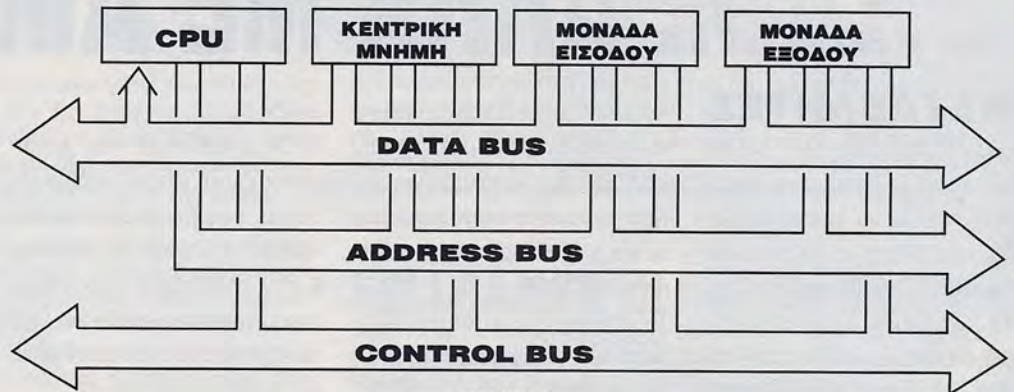 CPU
ΚΕΝΤΡΙΚΗ
ΜΝΗΜΗ
ΜΟΝΑΔΑ
ΕΙΣΟΔΟΥ
ΜΟΝΑΔΑ
ΕΞΟΔΟΥ
DATA BUS
ADDRESS BUS
CONTROL BUS